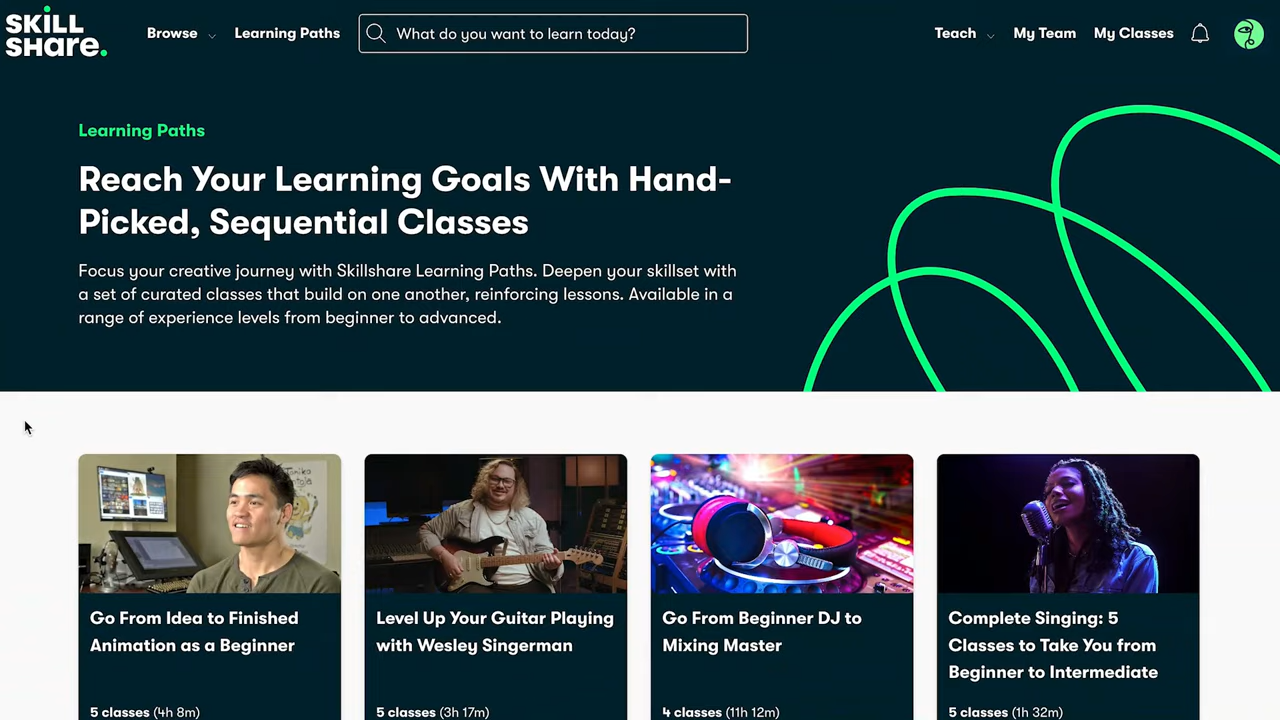 SKILL
SHare.
Browse
Learning Paths
What do you want to learn today?
Teach
My Team
My Classes
Learning Paths
Reach Your Learning Goals With Hand-
Picked, Sequential Classes
Focus your creative journey with Skillshare Learning Paths. Deepen your skillset with
a set of curated classes that build on one another, reinforcing lessons. Available in a
range of experience levels from beginner to advanced.
Go From Idea to Finished
Animation as a Beginner
5 classes (4h 8m)
Level Up Your Guitar Playing
with Wesley Singerman
5 classes (3h 17m)
Go From Beginner DJ to
Mixing Master
4 classes (11h 12m)
Complete Singing: 5
Classes to Take You from
Beginner to Intermediate
5 classes (1h 32m)